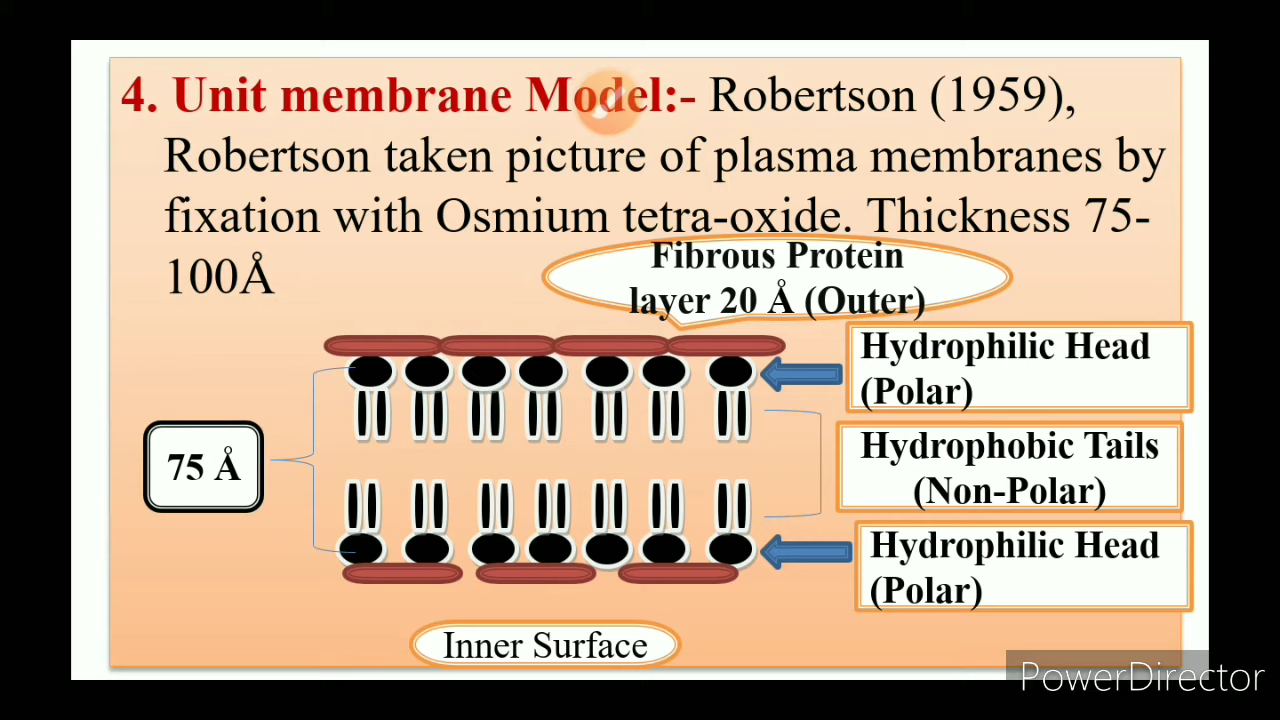 4. Unit membrane Model:- Robertson (1959),
Robertson taken picture of plasma membranes by
fixation with Osmium tetra-oxide. Thickness 75-
100Å
Fibrous Protein
layer 20 Å (Outer)
Hydrophilic Head
(Polar)
75 Å
Hydrophobic Tails
(Non-Polar)
Hydrophilic Head
(Polar)
Inner Surface
PowerDirector